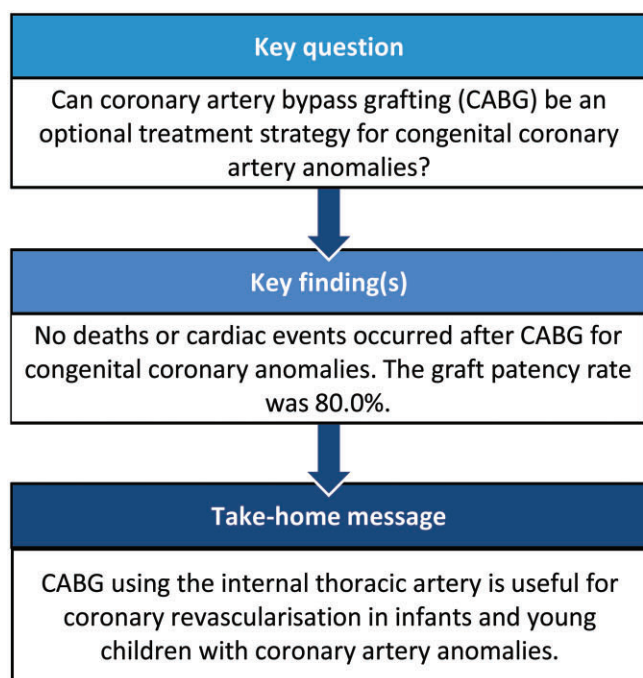 Key question
Can coronary artery bypass grafting (CABG) be an
optional treatment strategy for congenital coronary
artery anomalies?
Key finding(s)
No deaths or cardiac events occurred after CABG for
congenital coronary anomalies. The graft patency rate
was 80.0%.
Take-home message
CABG using the internal thoracic artery is useful for
coronary revascularisation in infants and young
children with coronary artery anomalies.